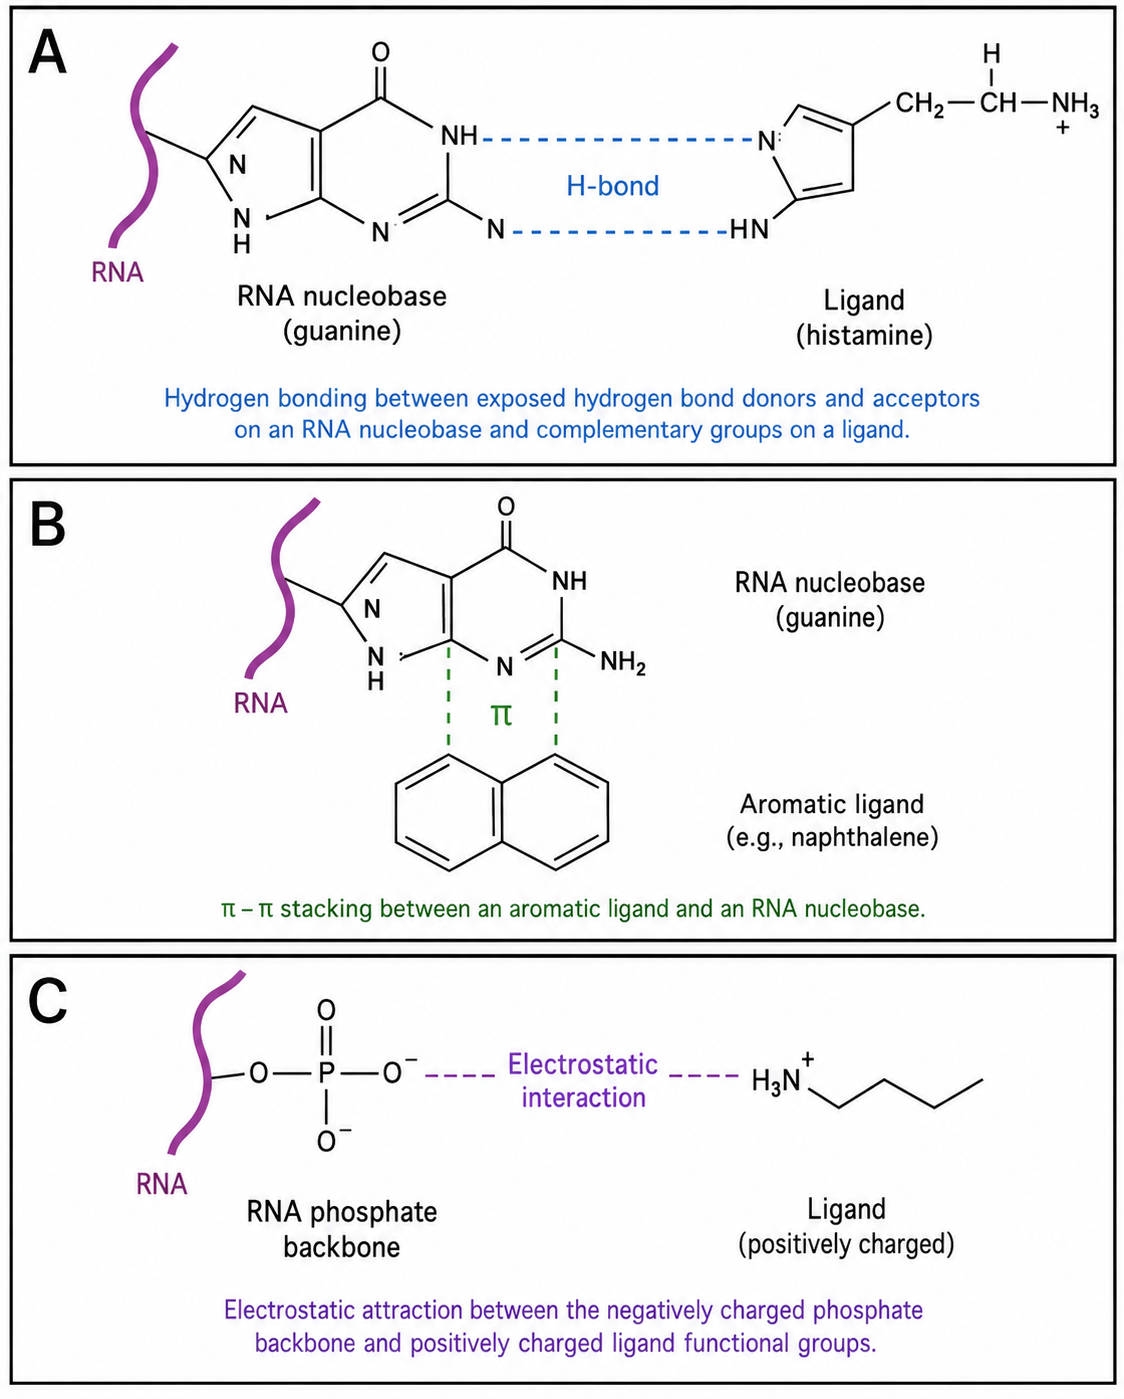 A
O
H
N
NH
N
H
N
N
RNA
H-bond
N:
HN
CH2—CH—NH3
+
RNA nucleobase
(guanine)
Ligand
(histamine)
Hydrogen bonding between exposed hydrogen bond donors and acceptors
on an RNA nucleobase and complementary groups on a ligand.
B
O
N
NH
N
H
N
NH2
RNA
π
RNA nucleobase
(guanine)
Aromatic ligand
(e.g., naphthalene)
π – π stacking between an aromatic ligand and an RNA nucleobase.
C
O
O—P—O−
O−
RNA
Electrostatic
interaction
H3N+
RNA phosphate
backbone
Ligand
(positively charged)
Electrostatic attraction between the negatively charged phosphate
backbone and positively charged ligand functional groups.